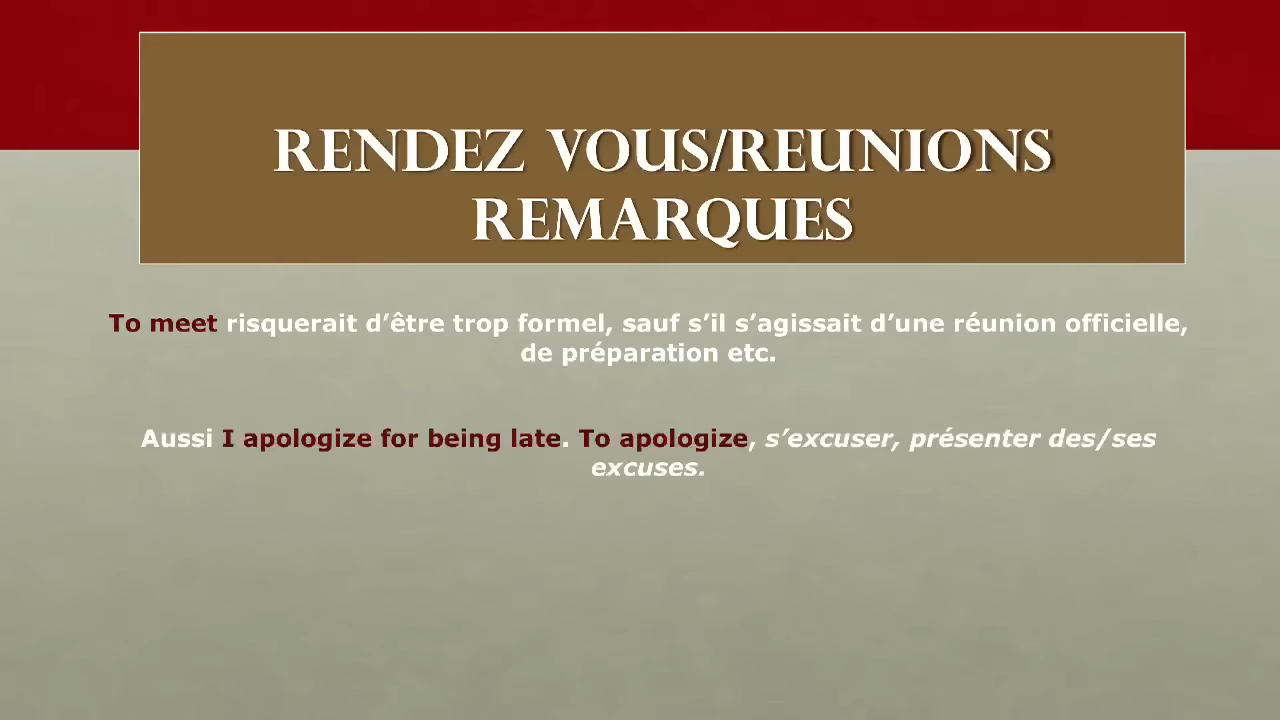 RENDEZ VOUS/REUNIONS
REMARQUES
To meet risquerait d’être trop formel, sauf s’il s’agissait d’une réunion officielle,
de préparation etc.
Aussi I apologize for being late. To apologize, s’excuser, présenter des/ses
excuses.